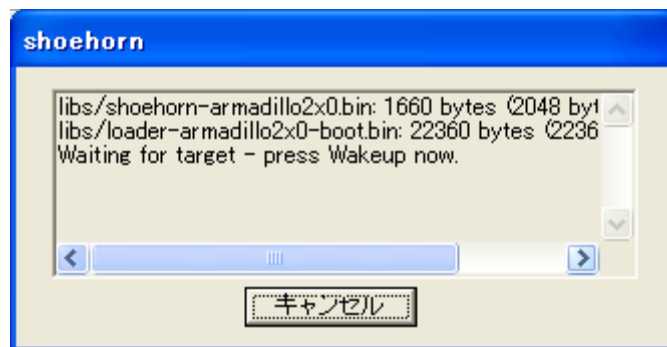 shoehorn
libs/shoehorn-armadillo2x0.bin: 1660 bytes (2048 byt
libs/loader-armadillo2x0-boot.bin: 22360 bytes (2236
Waiting for target - press Wakeup now.
キャンセル